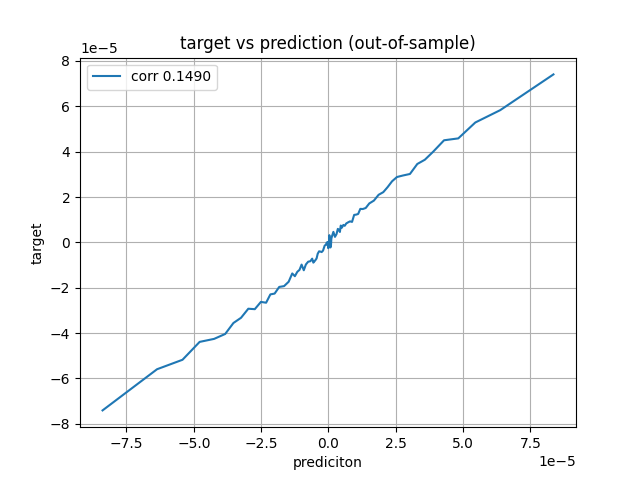 target vs prediction (out-of-sample)
1e−5
corr 0.1490
8
6
4
2
0
−2
−4
−6
−8
target
−7.5 −5.0 −2.5 0.0 2.5 5.0 7.5
1e−5
prediciton